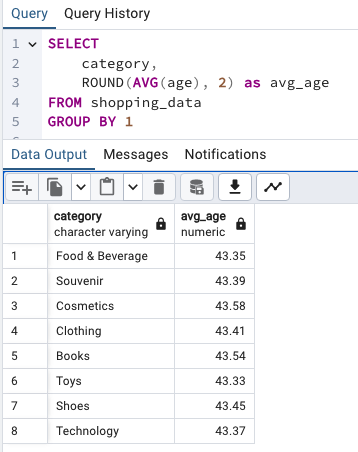 Query Query History
1 SELECT
2 category,
3 ROUND(AVG(age), 2) as avg_age
4 FROM shopping_data
5 GROUP BY 1
Data Output Messages Notifications
category avg_age
character varying numeric
1 Food & Beverage 43.35
2 Souvenir 43.39
3 Cosmetics 43.58
4 Clothing 43.41
5 Books 43.54
6 Toys 43.33
7 Shoes 43.45
8 Technology 43.37